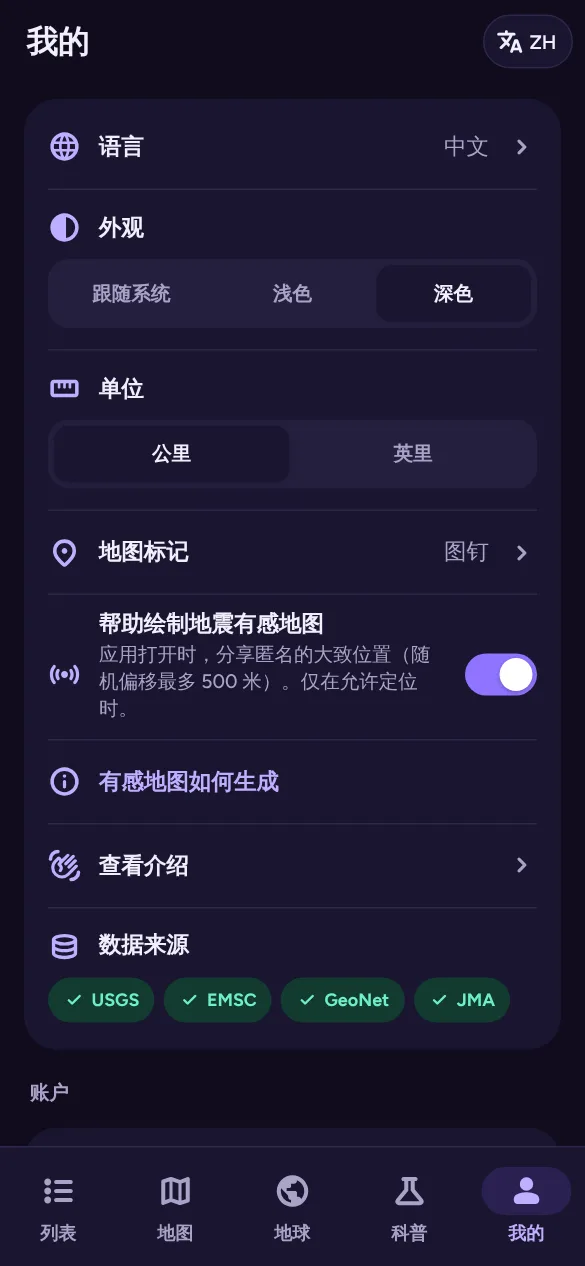 我的
ZH
语言
中文
外观
跟随系统
浅色
深色
单位
公里
英里
地图标记
图钉
帮助绘制地震有感地图
应用打开时，分享匿名的大致位置（随
机偏移最多 500 米）。仅在允许定位
时。
有感地图如何生成
查看介绍
数据来源
USGS
EMSC
GeoNet
JMA
账户
列表
地图
地球
科普
我的